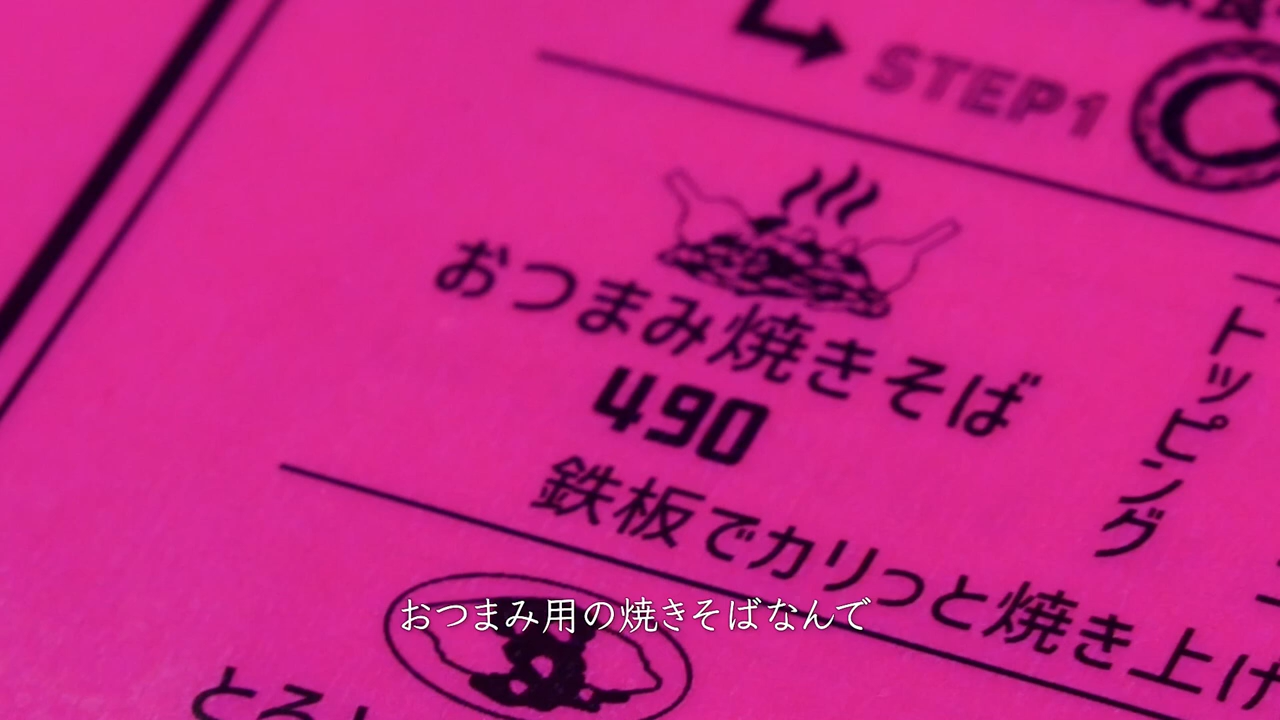 STEP1
おつまみ焼きそば
490
鉄板でカリっと焼き上げ
トッピング
おつまみ用の焼きそばなんで